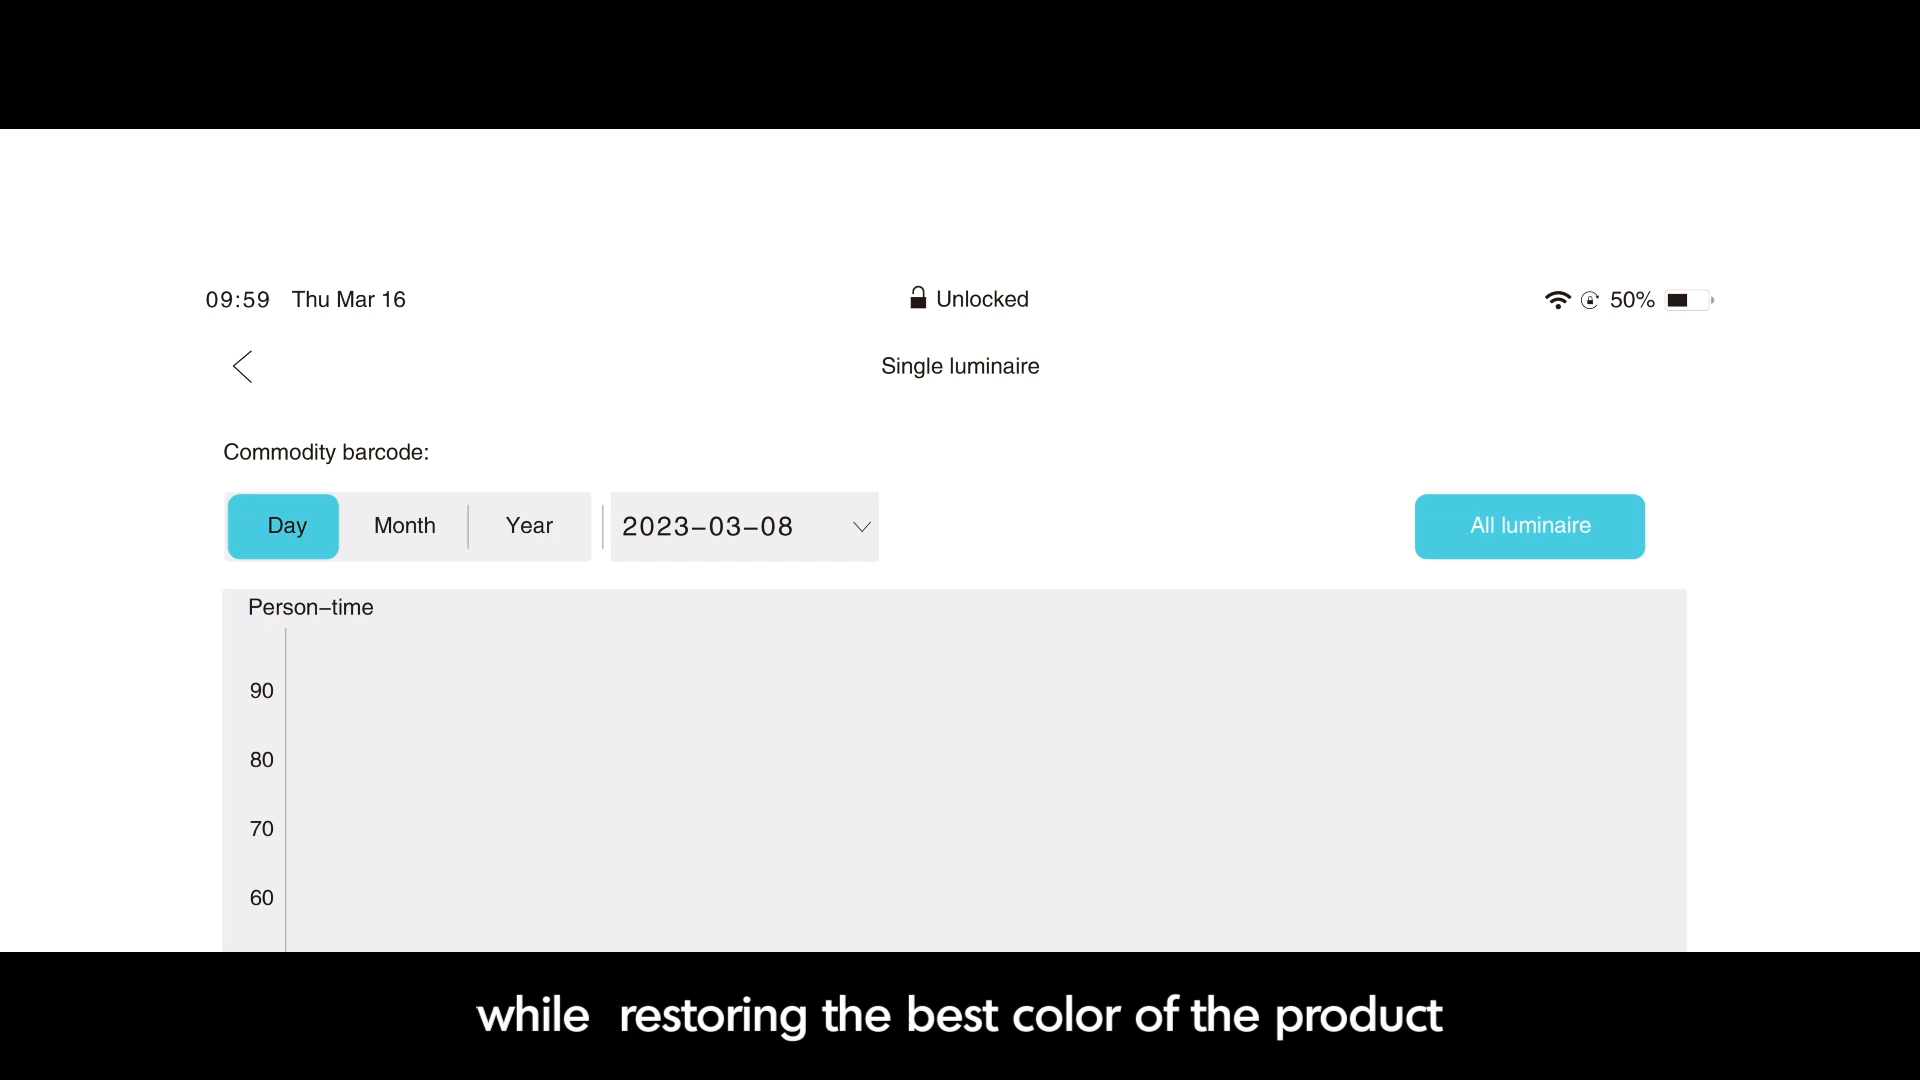 09:59 Thu Mar 16 Unlocked 50%
Single luminaire
Commodity barcode:
Day Month Year 2023-03-08 All luminaire
Person-time
90
80
70
60
while restoring the best color of the product